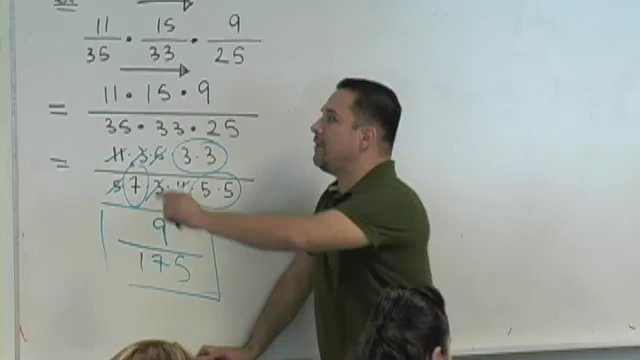 11/35 · 15/33 · 9/25
= 11 · 15 · 9 / 35 · 33 · 25
= 11 · 3 · 5 · 3 · 3 / 5 · 7 · 3 · 11 · 5 · 5
9/175